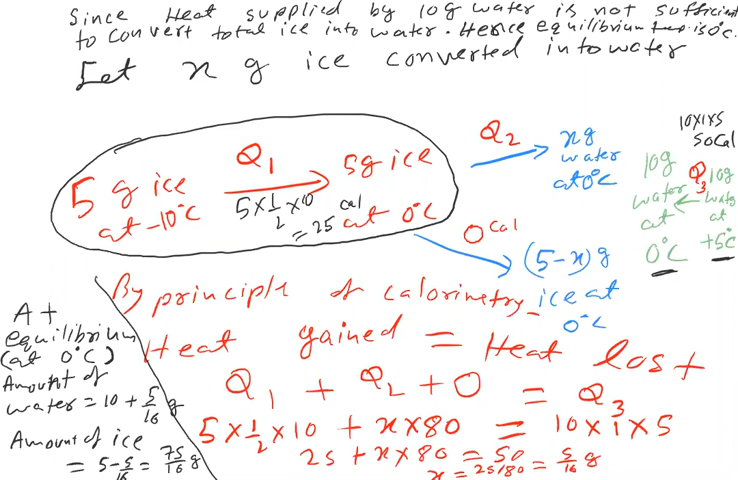 Since Heat supplied by 10g water is not sufficient
to convert total ice into water. Hence equilibrium temp is 0°c.
Let x g ice converted into water
5 g ice at -10°C
Q1
5 × 1/2 × 10 = 25 cal
5g ice at 0°C
Q2
xg water at 0°C
0 Cal
(5-x) g ice at 0°C
10×1×5
50Cal
10g water at 0°C
Q3
10g water at +5°C
By principle of calorimetry
Heat gained = Heat lost
Q1 + Q2 + 0 = Q3
5 × 1/2 × 10 + x × 80 = 10 × 1 × 5
25 + x × 80 = 50
x = 25/80 = 5/16 g
At
equilibrium
(at 0°C)
Amount of
water = 10 + 5/16 g
Amount of ice
= 5 - 5/16 = 75/16 g